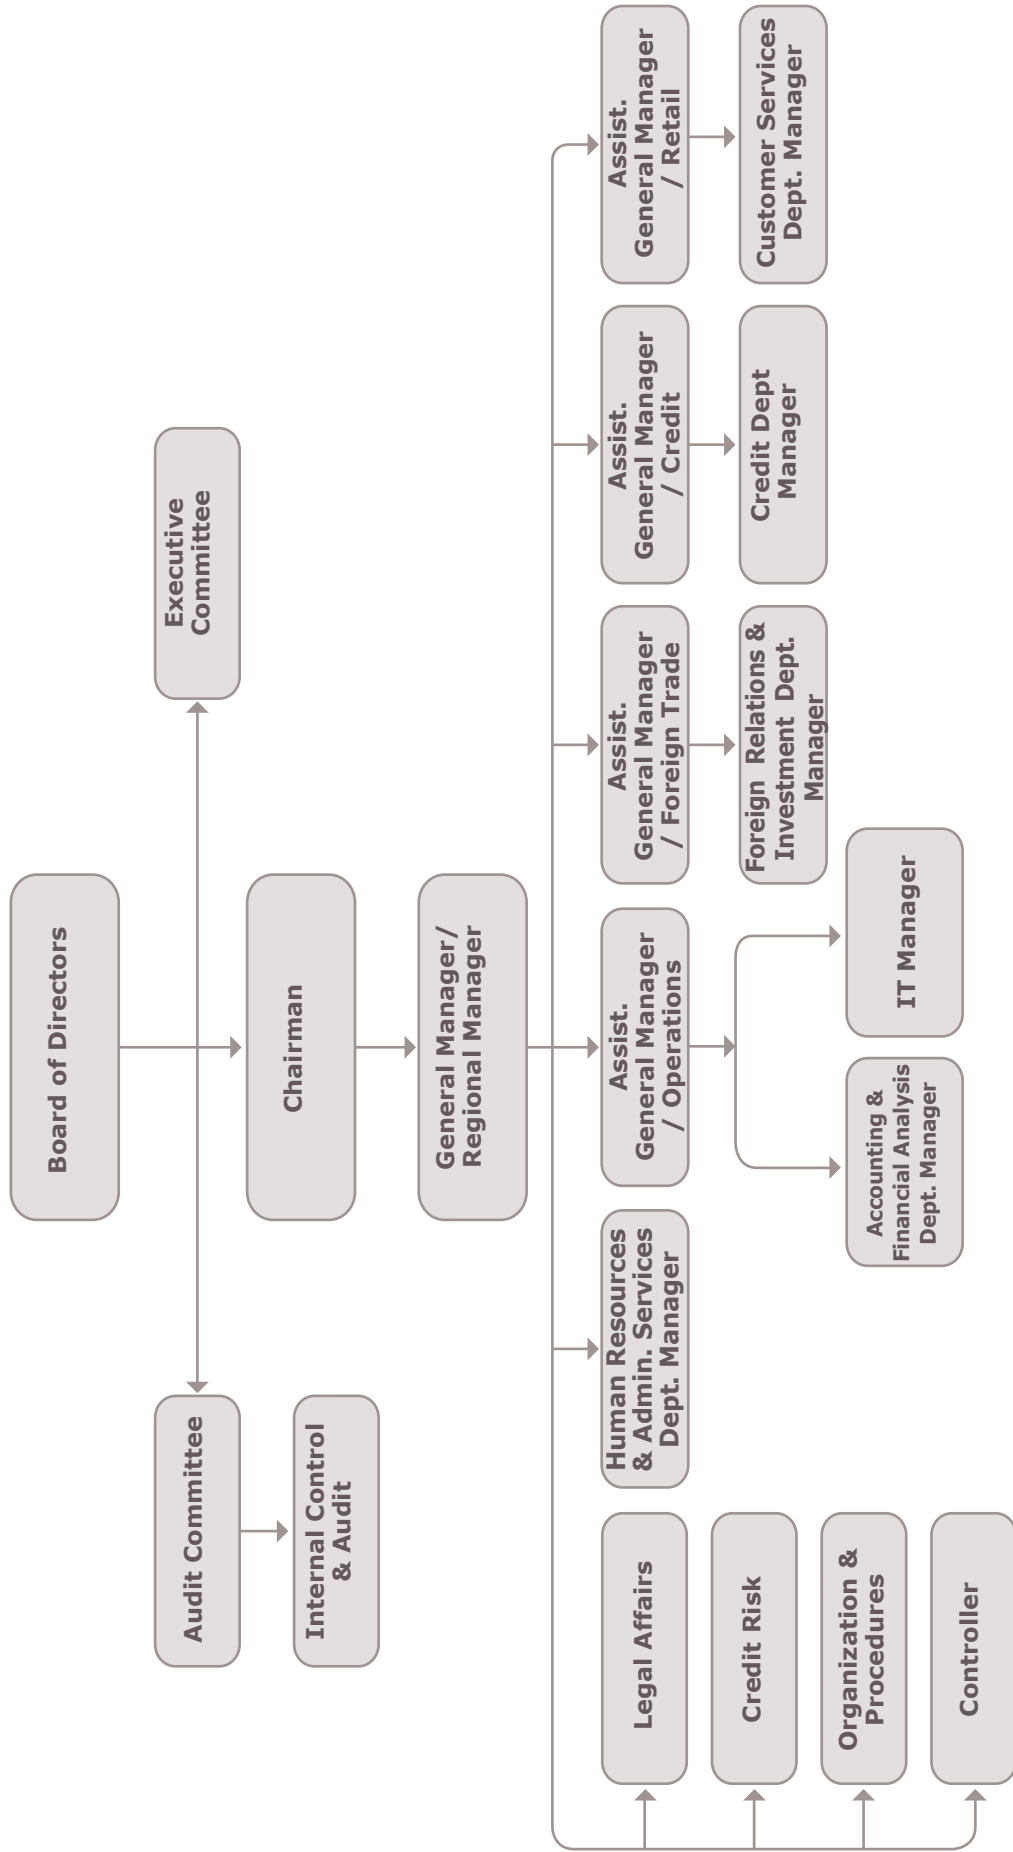 Board of Directors
Audit Committee
Executive
Committee
Internal Control
& Audit
Chairman
General Manager/
Regional Manager
Legal Affairs
Credit Risk
Organization &
Procedures
Controller
Human Resources
& Admin. Services
Dept. Manager
Assist.
General Manager
/ Operations
Assist.
General Manager
/ Foreign Trade
Assist.
General Manager
/ Credit
Assist.
General Manager
/ Retail
Foreign Relations &
Investment Dept.
Manager
Credit Dept
Manager
Customer Services
Dept. Manager
Accounting &
Financial Analysis
Dept. Manager
IT Manager